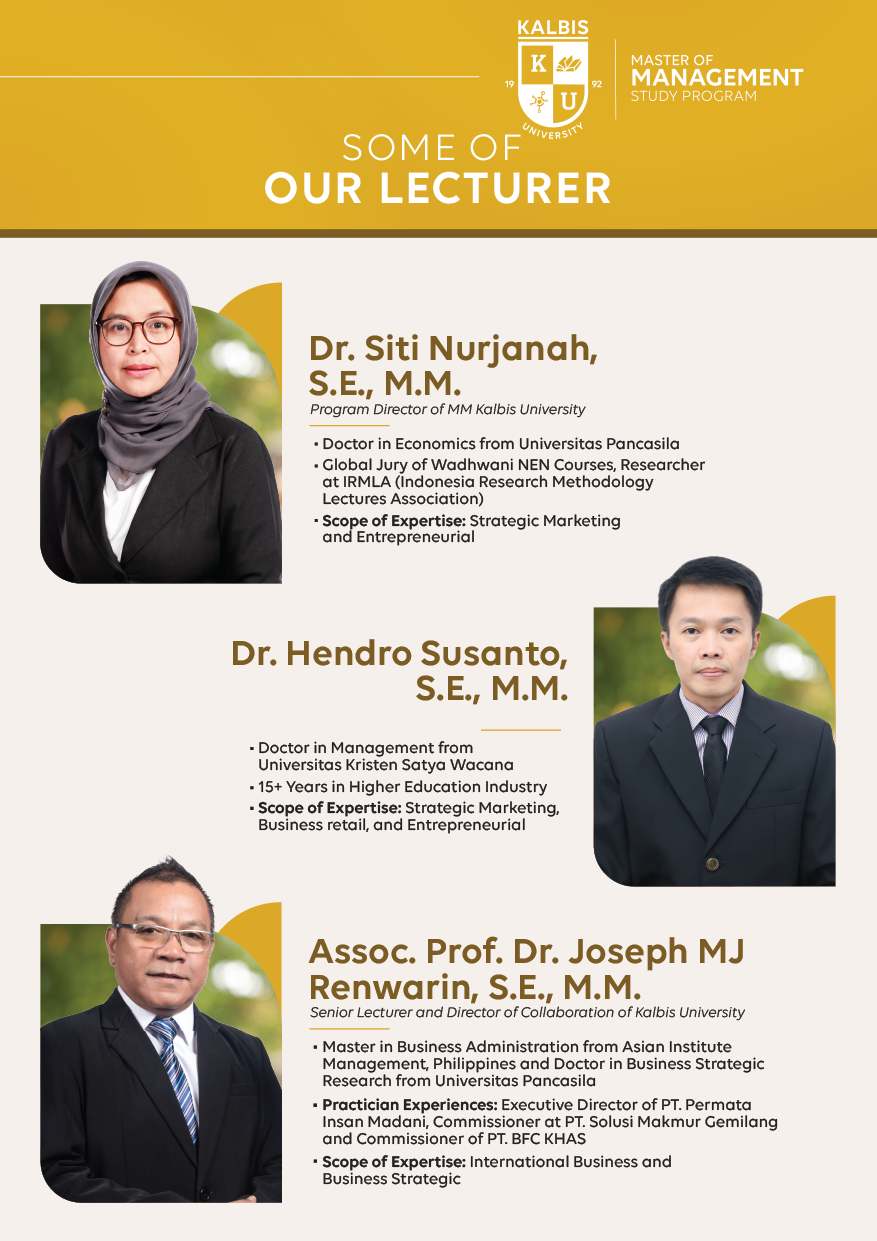 KALBIS
K
19
92
U
UNIVERSITY
MASTER OF
MANAGEMENT
STUDY PROGRAM
SOME OF
OUR LECTURER
Dr. Siti Nurjanah,
S.E., M.M.
Program Director of MM Kalbis University
▪ Doctor in Economics from Universitas Pancasila
▪ Global Jury of Wadhwani NEN Courses, Researcher
at IRMLA (Indonesia Research Methodology
Lectures Association)
▪ Scope of Expertise: Strategic Marketing
and Entrepreneurial
Dr. Hendro Susanto,
S.E., M.M.
▪ Doctor in Management from
Universitas Kristen Satya Wacana
▪ 15+ Years in Higher Education Industry
▪ Scope of Expertise: Strategic Marketing,
Business retail, and Entrepreneurial
Assoc. Prof. Dr. Joseph MJ
Renwarin, S.E., M.M.
Senior Lecturer and Director of Collaboration of Kalbis University
▪ Master in Business Administration from Asian Institute
Management, Philippines and Doctor in Business Strategic
Research from Universitas Pancasila
▪ Practician Experiences: Executive Director of PT. Permata
Insan Madani, Commissioner at PT. Solusi Makmur Gemilang
and Commissioner of PT. BFC KHAS
▪ Scope of Expertise: International Business and
Business Strategic